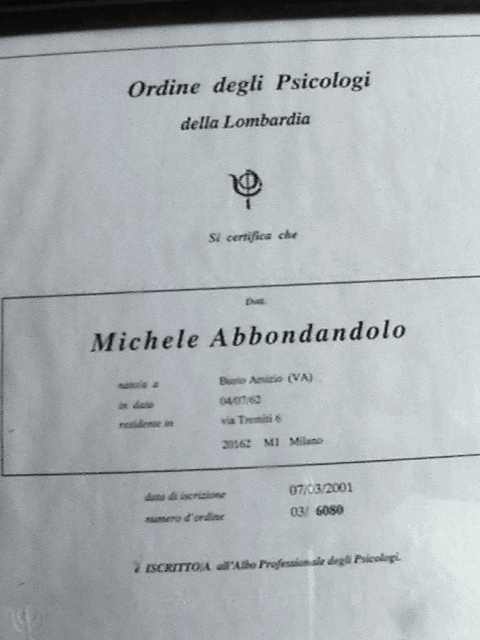 Ordine degli Psicologi
della Lombardia
Si certifica che
Dott.
Michele Abbondandolo
nato/a a Busto Arsizio (VA)
in data 04/07/62
residente in via Tremiti 6
20162 MI Milano
data di iscrizione 07/03/2001
numero d'ordine 03/ 6080
è ISCRITTO/A all'Albo Professionale degli Psicologi.